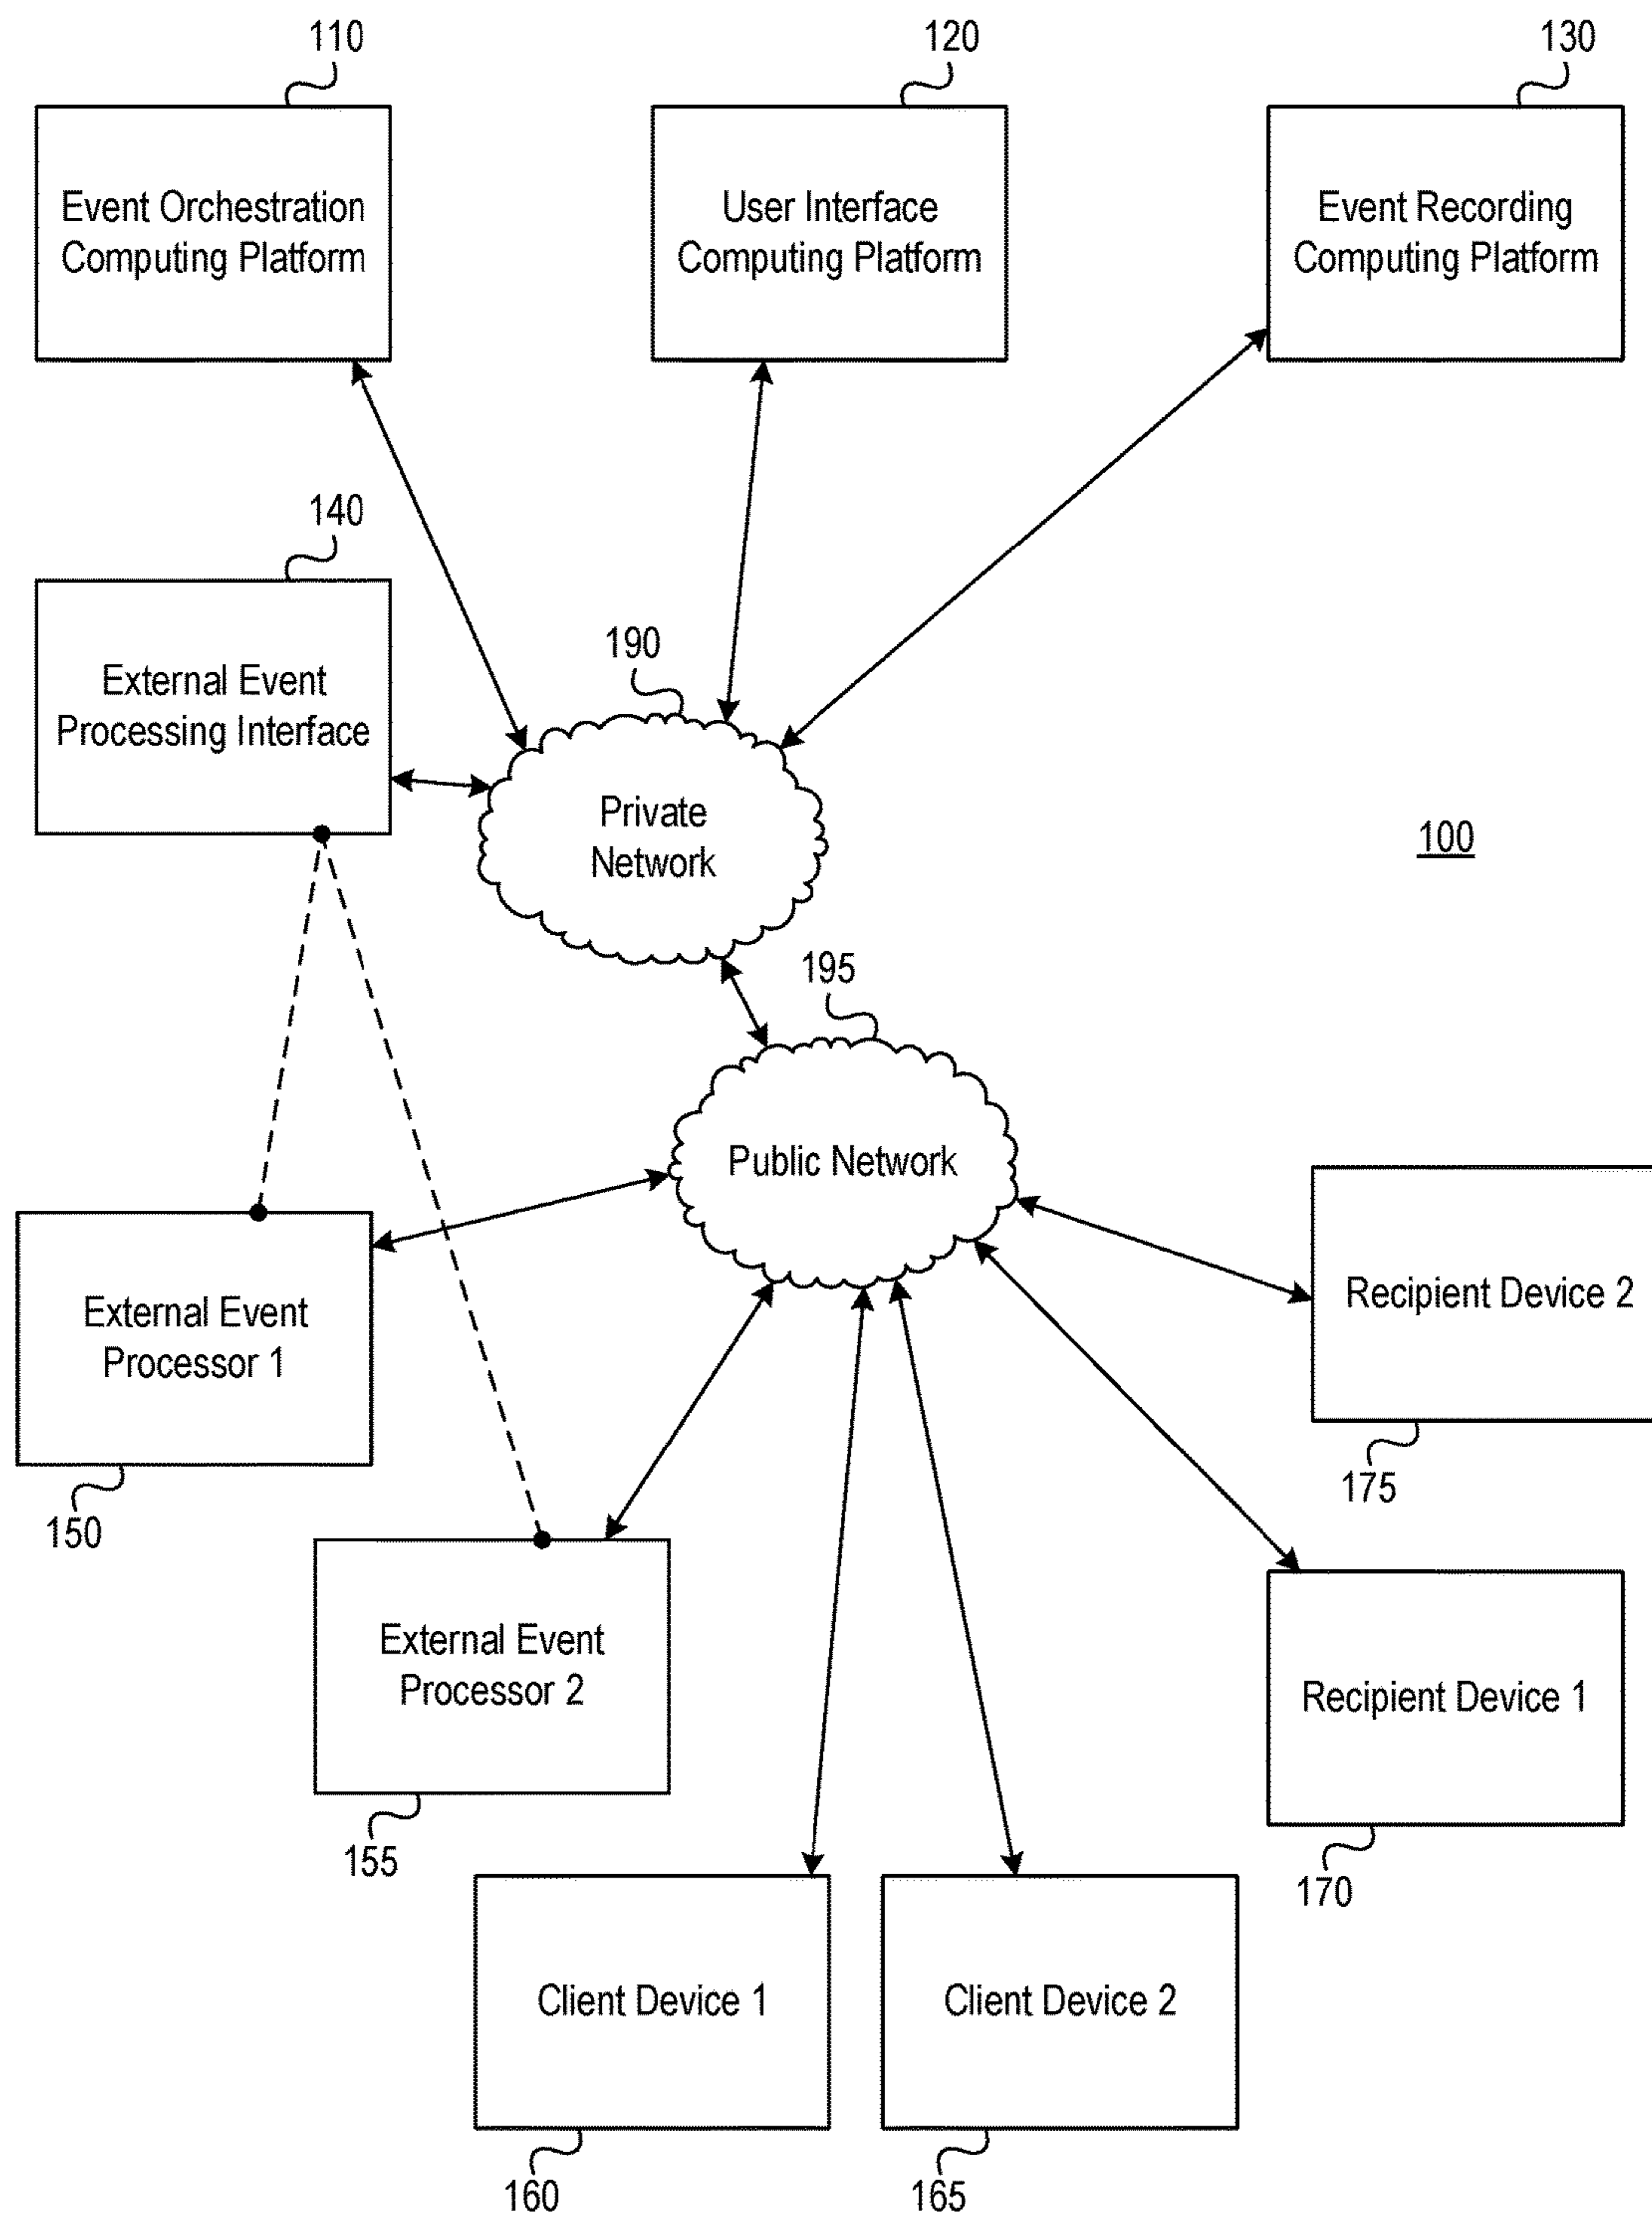 110
120
130
Event Orchestration
Computing Platform
User Interface
Computing Platform
Event Recording
Computing Platform
140
External Event
Processing Interface
190
Private
Network
100
195
Public Network
External Event
Processor 1
150
Recipient Device 2
175
External Event
Processor 2
155
Recipient Device 1
170
Client Device 1
160
Client Device 2
165